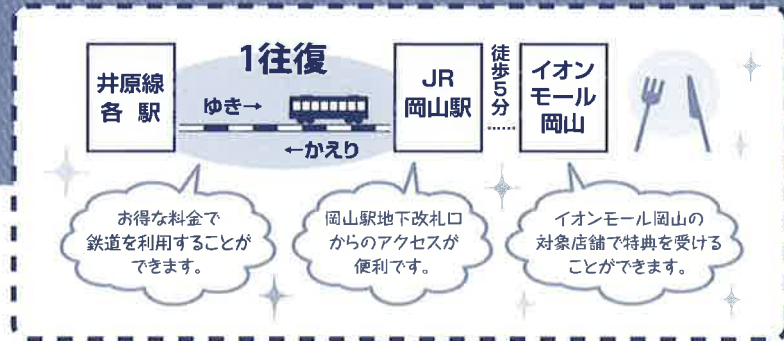 1往復
井原線
各 駅
ゆき→
←かえり
JR
岡山駅
徒歩5分
イオン
モール
岡山
お得な料金で
鉄道を利用することが
できます。
岡山駅地下改札口
からのアクセスが
便利です。
イオンモール岡山の
対象店舗で特典を受ける
ことができます。